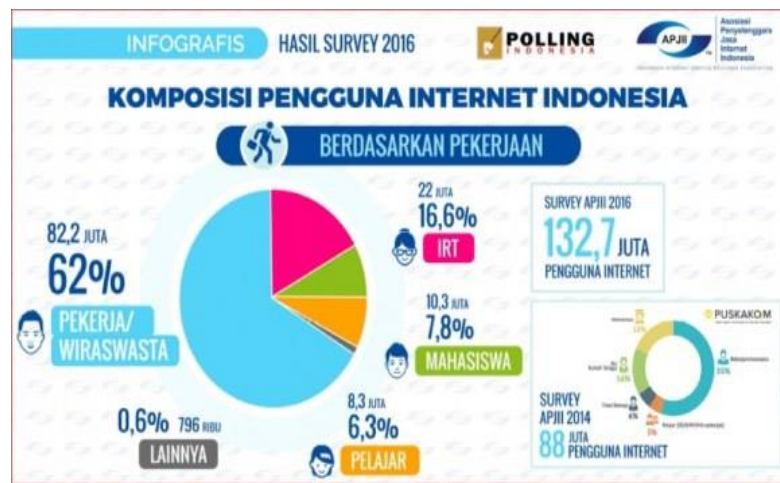 INFOGRAFIS
HASIL SURVEY 2016
POLLING
INDONESIA
APJII
Asosiasi
Penyelenggara
Jasa
Internet
Indonesia
KOMPOSISI PENGGUNA INTERNET INDONESIA
BERDASARKAN PEKERJAAN
82,2 JUTA
62%
PEKERJA/
WIRASWASTA
22 JUTA
16,6%
IRT
10,3 JUTA
7,8%
MAHASISWA
8,3 JUTA
6,3%
PELAJAR
0,6% 796 RIBU
LAINNYA
SURVEY APJII 2016
132,7 JUTA
PENGGUNA INTERNET
PUSKAKOM
SURVEY
APJII 2014
88 JUTA
PENGGUNA INTERNET